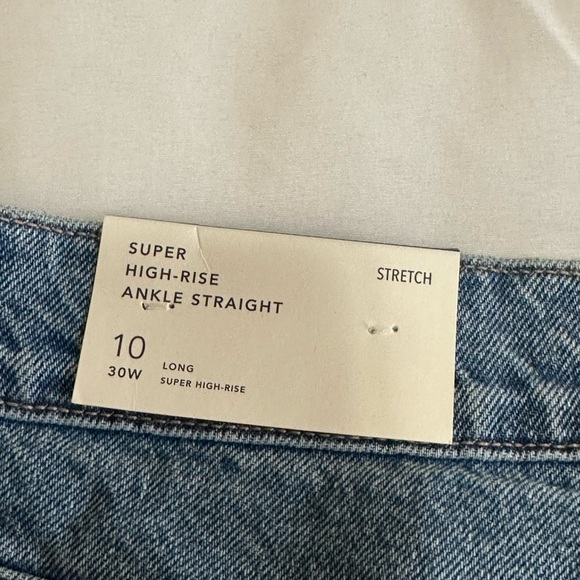 SUPER
HIGH-RISE
ANKLE STRAIGHT
STRETCH
10
30W
LONG
SUPER HIGH-RISE